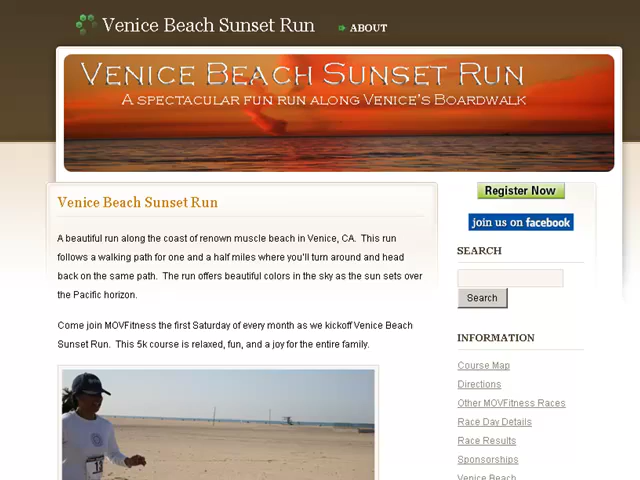 Venice Beach Sunset Run
ABOUT
VENICE BEACH SUNSET RUN
A SPECTACULAR FUN RUN ALONG VENICE'S BOARDWALK
Venice Beach Sunset Run
A beautiful run along the coast of renown muscle beach in Venice, CA. This run
follows a walking path for one and a half miles where you'll turn around and head
back on the same path. The run offers beautiful colors in the sky as the sun sets over
the Pacific horizon.
Come join MOVFitness the first Saturday of every month as we kickoff Venice Beach
Sunset Run. This 5k course is relaxed, fun, and a joy for the entire family.
Register Now
join us on facebook
SEARCH
Search
INFORMATION
Course Map
Directions
Other MOVFitness Races
Race Day Details
Race Results
Sponsorships
Venice Beach